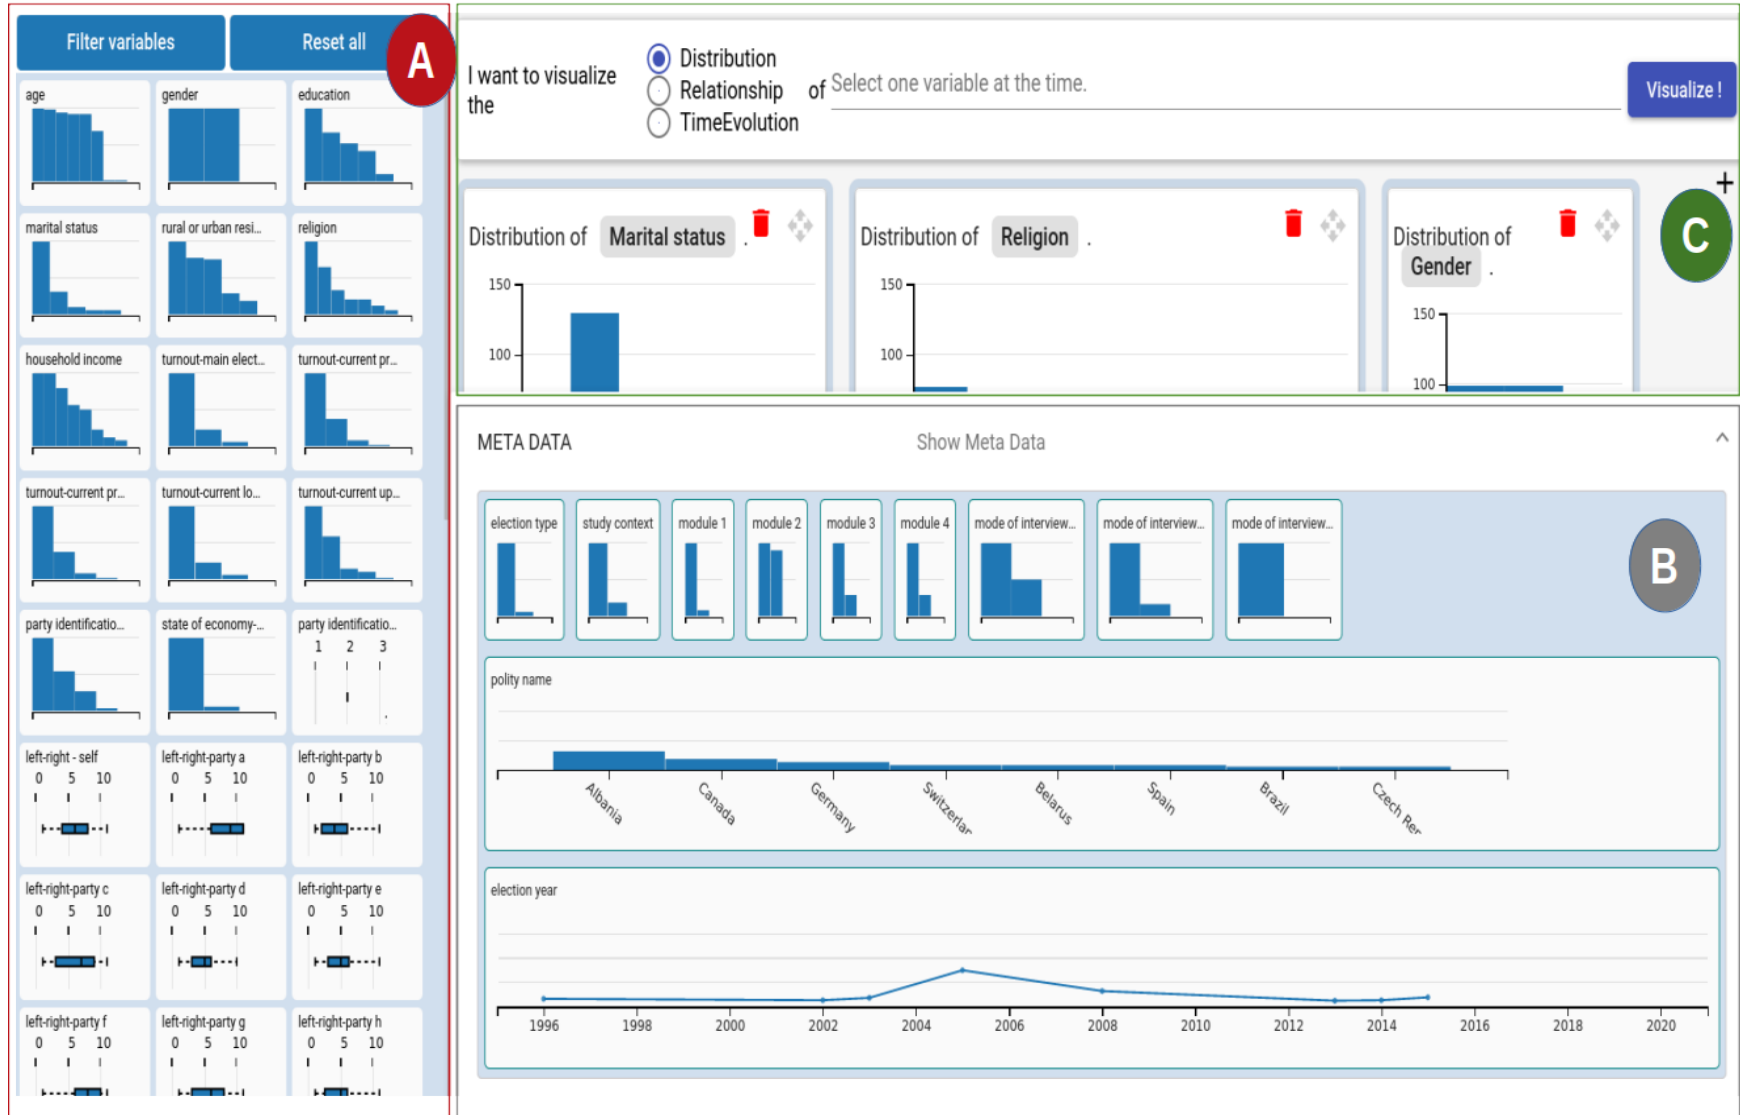 Filter variables
Reset all
A
age
gender
education
marital status
rural or urban resi...
religion
household income
turnout-main elect...
turnout-current pr...
turnout-current pr...
turnout-current lo...
turnout-current up...
party identificatio...
state of economy-...
party identificatio...
1 2 3
left-right - self
left-right-party a
left-right-party b
0 5 10
0 5 10
0 5 10
left-right-party c
left-right-party d
left-right-party e
0 5 10
0 5 10
0 5 10
left-right-party f
left-right-party g
left-right-party h
0 5 10
0 5 10
0 5 10
I want to visualize
the
Distribution
Relationship
TimeEvolution
of
Select one variable at the time.
Visualize !
+
C
Distribution of Marital status .
150
100
Distribution of Religion .
150
100
Distribution of
Gender .
150
100
META DATA
Show Meta Data
B
election type
study context
module 1
module 2
module 3
module 4
mode of interview...
mode of interview...
mode of interview...
polity name
Albania
Canada
Germany
Switzerlar
Belarus
Spain
Brazil
Czech Rep
election year
1996 1998 2000 2002 2004 2006 2008 2010 2012 2014 2016 2018 2020